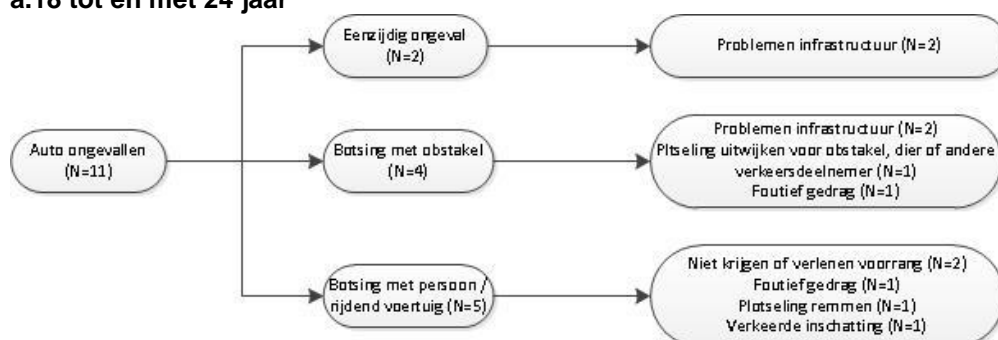 a.18 tot en met 24 jaar
Eenzijdig ongeval
(N=2)
Problemen infrastructuur (N=2)
Auto ongevallen
(N=11)
Botsing met obstakel
(N=4)
Problemen infrastructuur (N=2)
Pltseling uitwijken voor obstakel, dier of andere
verkeersdeelnemer (N=1)
Foutief gedrag (N=1)
Botsing met persoon /
rijdend voertuig (N=5)
Niet krijgen of verlenen voorrang (N=2)
Foutief gedrag (N=1)
Plotseling remmen (N=1)
Verkeerde inschatting (N=1)